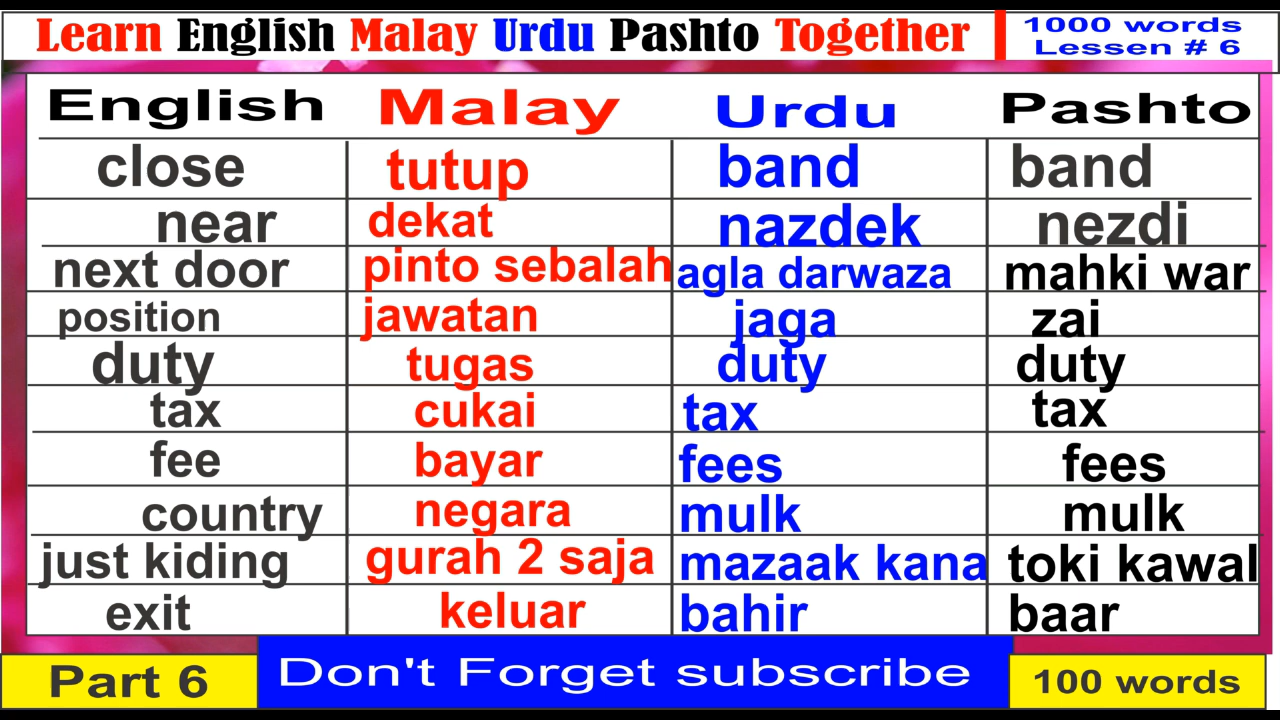 Learn English Malay Urdu Pashto Together
1000 words
Lessen # 6
English Malay Urdu Pashto
close tutup band band
near dekat nazdek nezdi
next door pinto sebalah agla darwaza mahki war
position jawatan jaga zai
duty tugas duty duty
tax cukai tax tax
fee bayar fees fees
country negara mulk mulk
just kiding gurah 2 saja mazaak kana toki kawal
exit keluar bahir baar
Part 6 Don't Forget subscribe 100 words